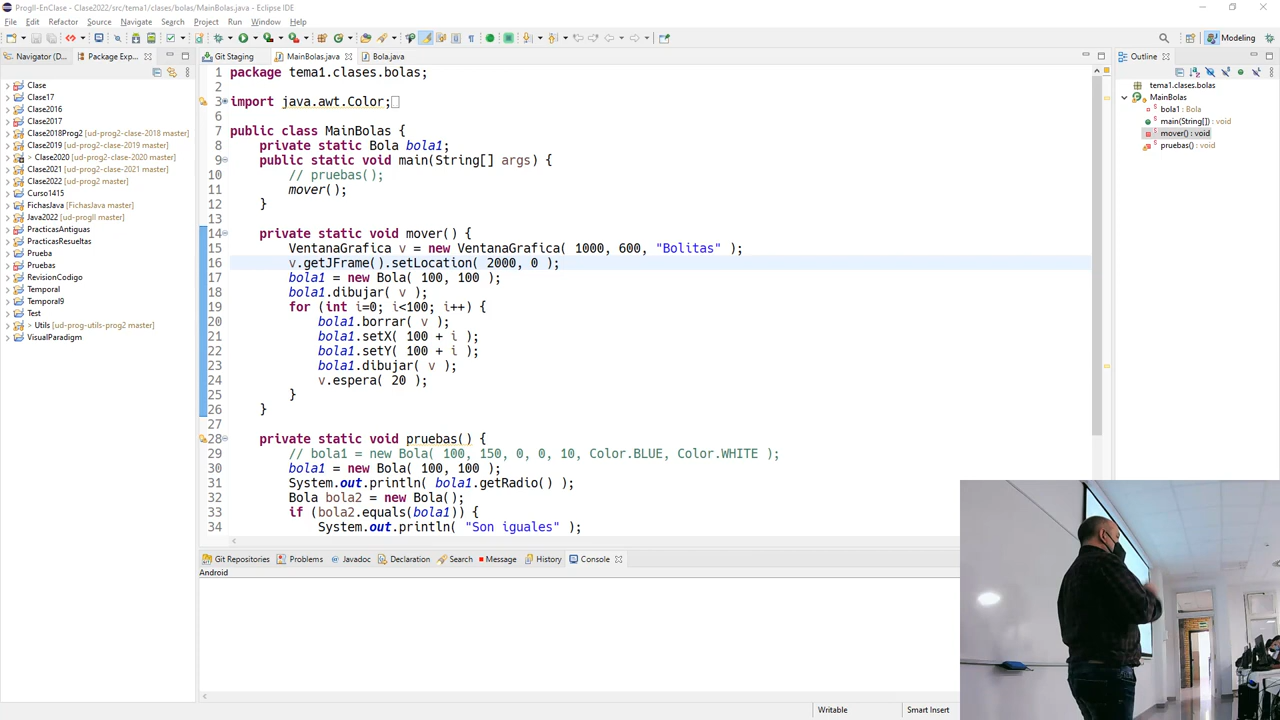 ProgII-EnClase - Clase2022/src/tema1/clases/bolas/MainBolas.java - Eclipse IDE
File Edit Refactor Source Navigate Search Project Run Window Help
Modeling
Navigator (D... Package Exp...
Git Staging MainBolas.java Bola.java
Outline
Clase
Clase17
Clase2016
Clase2017
Clase2018Prog2 [ud-prog2-clase-2018 master]
Clase2019 [ud-prog2-clase-2019 master]
> Clase2020 [ud-prog2-clase-2020 master]
Clase2021 [ud-prog2-clase-2021 master]
Clase2022 [ud-prog2 master]
Curso1415
FichasJava [FichasJava master]
Java2022 [ud-progII master]
PracticasAntiguas
PracticasResueltas
Prueba
Pruebas
RevisionCodigo
Temporal
Temporal9
Test
> Utils [ud-prog-utils-prog2 master]
VisualParadigm
1 package tema1.clases.bolas;
2
3 import java.awt.Color;
6
7 public class MainBolas {
8 private static Bola bola1;
9 public static void main(String[] args) {
10 // pruebas();
11 mover();
12 }
13
14 private static void mover() {
15 VentanaGrafica v = new VentanaGrafica( 1000, 600, "Bolitas" );
16 v.getJFrame().setLocation( 2000, 0 );
17 bola1 = new Bola( 100, 100 );
18 bola1.dibujar( v );
19 for (int i=0; i<100; i++) {
20 bola1.borrar( v );
21 bola1.setX( 100 + i );
22 bola1.setY( 100 + i );
23 bola1.dibujar( v );
24 v.espera( 20 );
25 }
26 }
27
28 private static void pruebas() {
29 // bola1 = new Bola( 100, 150, 0, 0, 10, Color.BLUE, Color.WHITE );
30 bola1 = new Bola( 100, 100 );
31 System.out.println( bola1.getRadio() );
32 Bola bola2 = new Bola();
33 if (bola2.equals(bola1)) {
34 System.out.println( "Son iguales" );
tema1.clases.bolas
MainBolas
bola1 : Bola
main(String[]) : void
mover() : void
pruebas() : void
Git Repositories Problems Javadoc Declaration Search Message History Console
Android
Writable Smart Insert